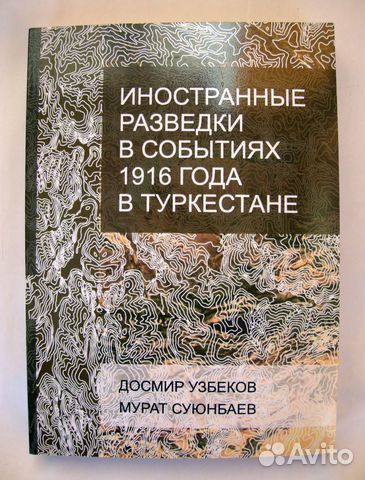 ИНОСТРАННЫЕ
РАЗВЕДКИ
В СОБЫТИЯХ
1916 ГОДА
В ТУРКЕСТАНЕ
ДОСМИР УЗБЕКОВ
МУРАТ СУЮНБАЕВ
Avito